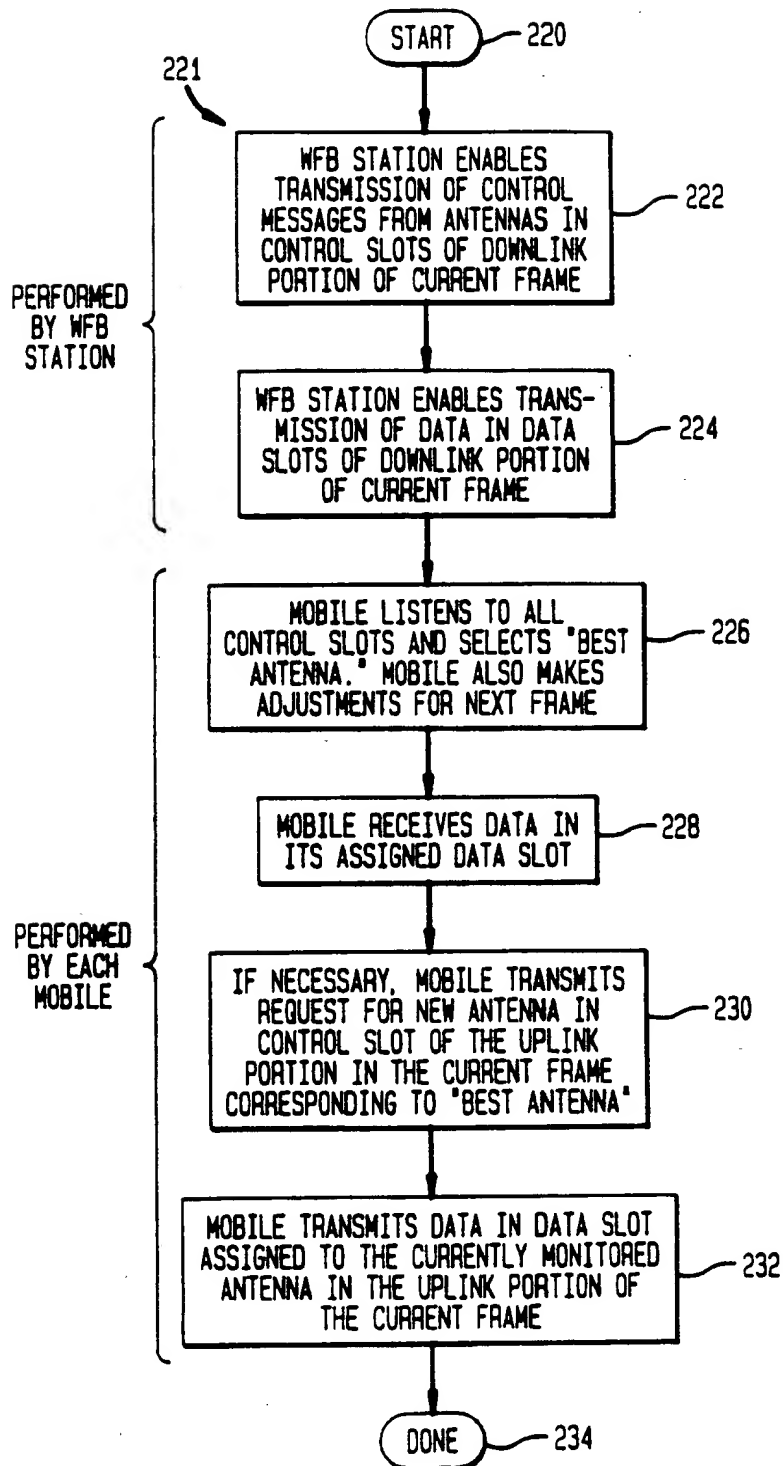 START
220
221
WFB STATION ENABLES
TRANSMISSION OF CONTROL
MESSAGES FROM ANTENNAS IN
CONTROL SLOTS OF DOWNLINK
PORTION OF CURRENT FRAME
222
PERFORMED
BY WFB
STATION
WFB STATION ENABLES TRANS-
MISSION OF DATA IN DATA
SLOTS OF DOWNLINK PORTION
OF CURRENT FRAME
224
MOBILE LISTENS TO ALL
CONTROL SLOTS AND SELECTS "BEST
ANTENNA." MOBILE ALSO MAKES
ADJUSTMENTS FOR NEXT FRAME
226
MOBILE RECEIVES DATA IN
ITS ASSIGNED DATA SLOT
228
PERFORMED
BY EACH
MOBILE
IF NECESSARY, MOBILE TRANSMITS
REQUEST FOR NEW ANTENNA IN
CONTROL SLOT OF THE UPLINK
PORTION IN THE CURRENT FRAME
CORRESPONDING TO "BEST ANTENNA"
230
MOBILE TRANSMITS DATA IN DATA SLOT
ASSIGNED TO THE CURRENTLY MONITORED
ANTENNA IN THE UPLINK PORTION OF
THE CURRENT FRAME
232
DONE
234